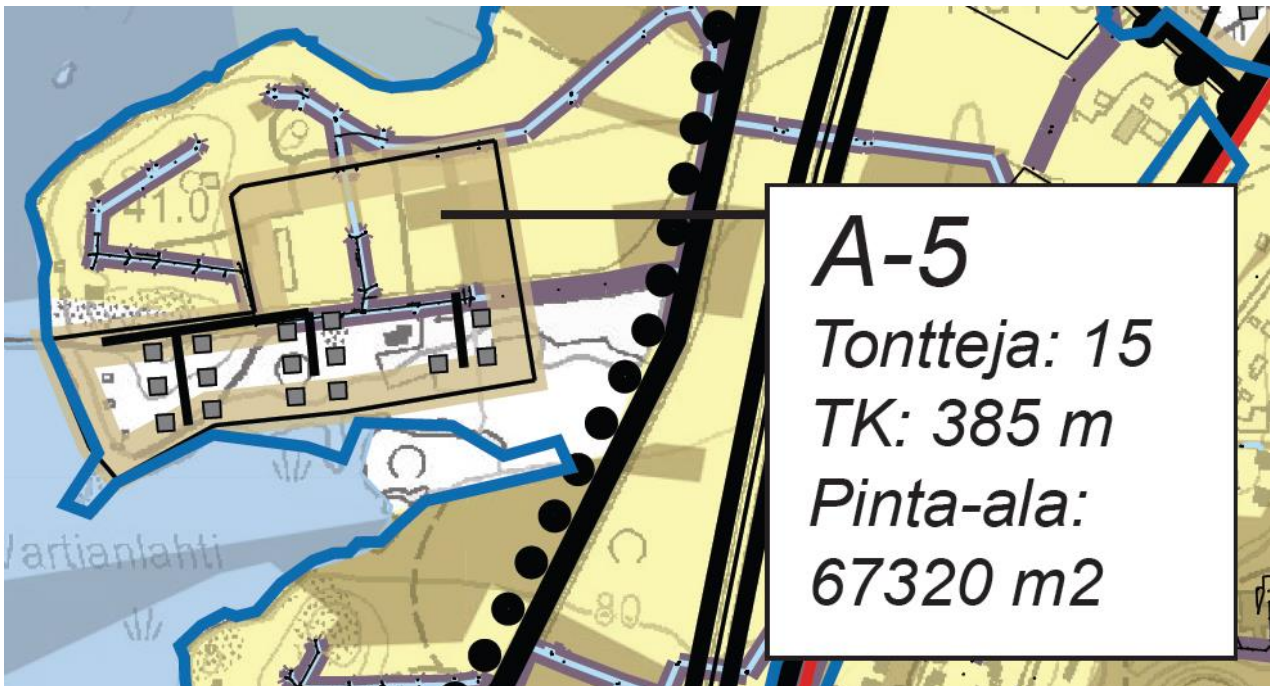 41.0
A-5
Tontteja: 15
TK: 385 m
Pinta-ala:
67320 m2
Vartianlahti
80